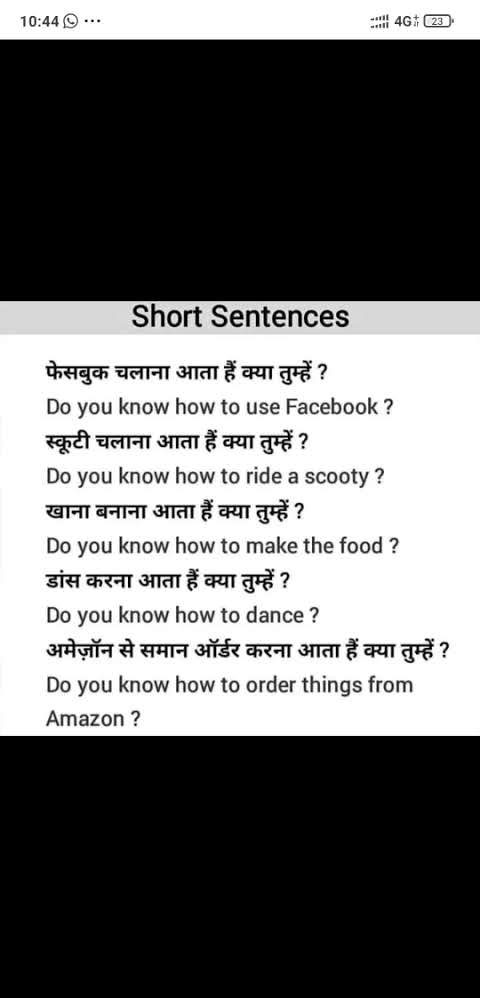 10:44
4G
23
Short Sentences
फेसबुक चलाना आता हैं क्या तुम्हें ?
Do you know how to use Facebook ?
स्कूटी चलाना आता हैं क्या तुम्हें ?
Do you know how to ride a scooty ?
खाना बनाना आता हैं क्या तुम्हें ?
Do you know how to make the food ?
डांस करना आता हैं क्या तुम्हें ?
Do you know how to dance ?
अमेज़ॉन से समान ऑर्डर करना आता हैं क्या तुम्हें ?
Do you know how to order things from
Amazon ?